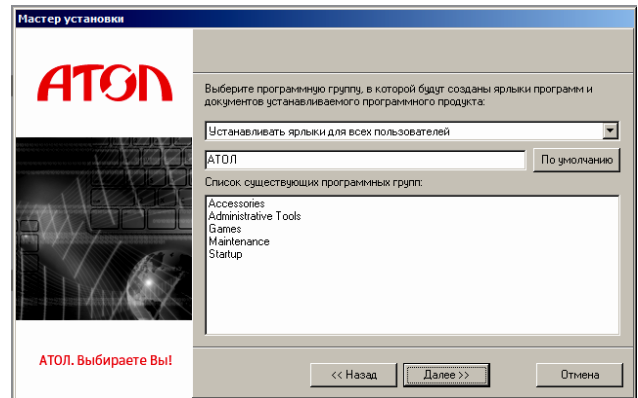 Мастер установки
АТОЛ
Выберите программную группу, в которой будут созданы ярлыки программ и
документов устанавливаемого программного продукта:
Устанавливать ярлыки для всех пользователей
АТОЛ
По умолчанию
Список существующих программных групп:
Accessories
Administrative Tools
Games
Maintenance
Startup
АТОЛ. Выбираете Вы!
<< Назад
Далее >>
Отмена